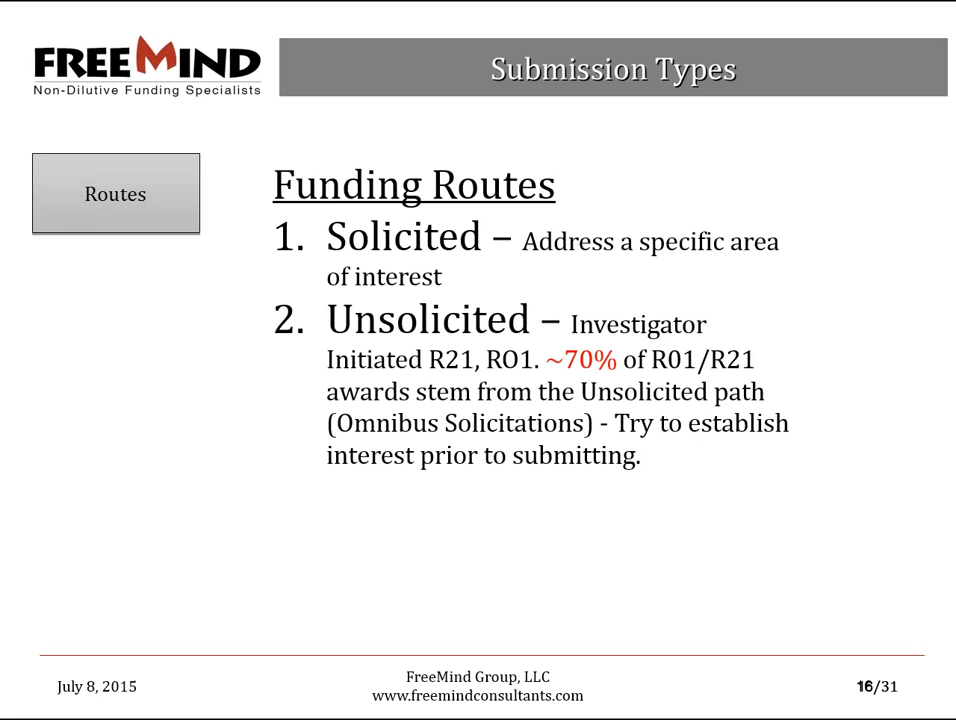 FREEMIND
Non-Dilutive Funding Specialists
Submission Types
Routes
Funding Routes
1. Solicited – Address a specific area
of interest
2. Unsolicited – Investigator
Initiated R21, RO1. ~70% of R01/R21
awards stem from the Unsolicited path
(Omnibus Solicitations) - Try to establish
interest prior to submitting.
July 8, 2015
FreeMind Group, LLC
www.freemindconsultants.com
16/31